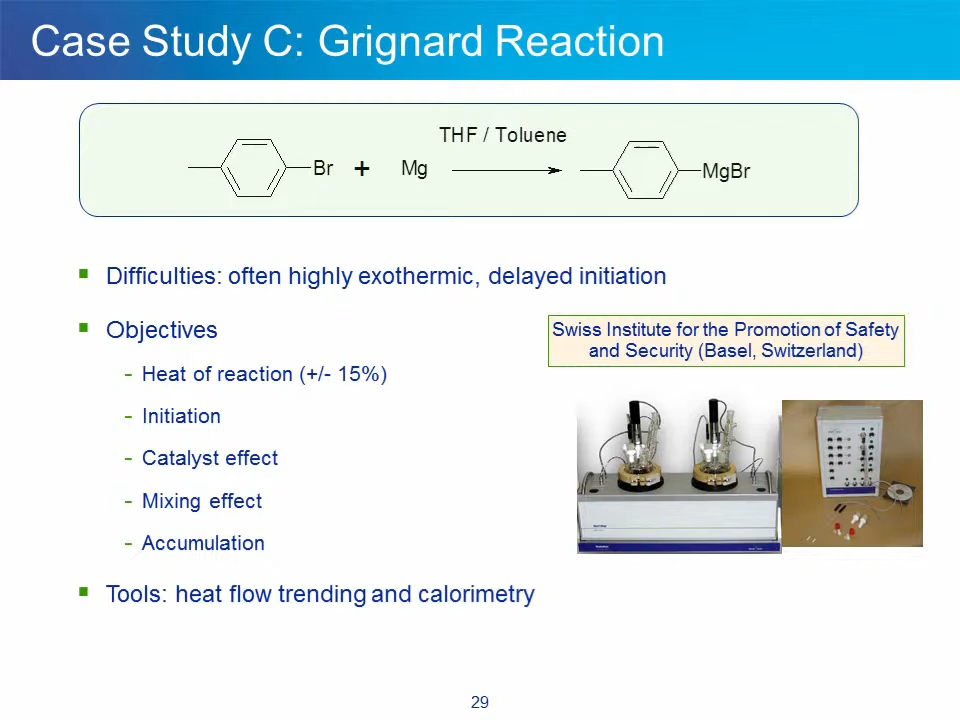 Case Study C: Grignard Reaction
THF / Toluene
Br + Mg MgBr
Difficulties: often highly exothermic, delayed initiation
Objectives
Swiss Institute for the Promotion of Safety
and Security (Basel, Switzerland)
- Heat of reaction (+/- 15%)
- Initiation
- Catalyst effect
- Mixing effect
- Accumulation
Tools: heat flow trending and calorimetry
29